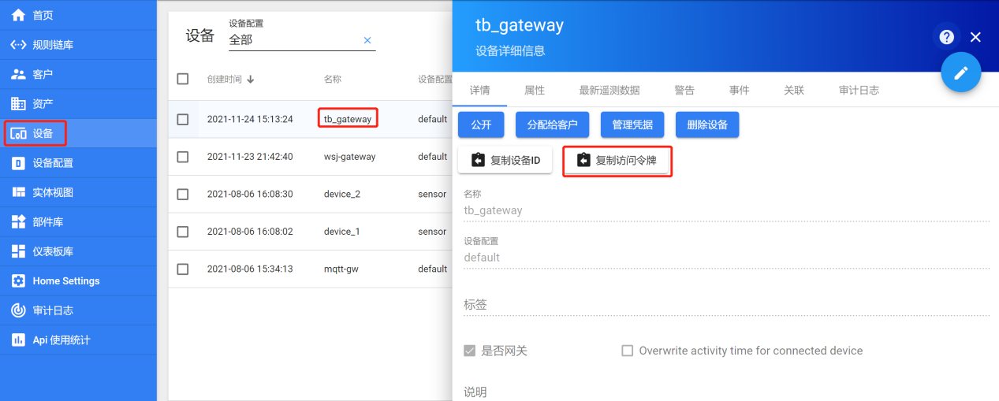 首页
规则链库
客户
资产
设备
设备配置
实体视图
部件库
仪表板库
Home Settings
审计日志
Api 使用统计
设备
设备配置
全部
创建时间 名称 设备配置
2021-11-24 15:13:24 tb_gateway default
2021-11-23 21:42:40 wsj-gateway default
2021-08-06 16:08:30 device_2 sensor
2021-08-06 16:08:02 device_1 sensor
2021-08-06 15:34:13 mqtt-gw default
tb_gateway
设备详细信息
详情 属性 最新遥测数据 警告 事件 关联 审计日志
公开 分配给客户 管理凭据 删除设备
复制设备ID 复制访问令牌
名称
tb_gateway
设备配置
default
标签
是否网关 Overwrite activity time for connected device
说明